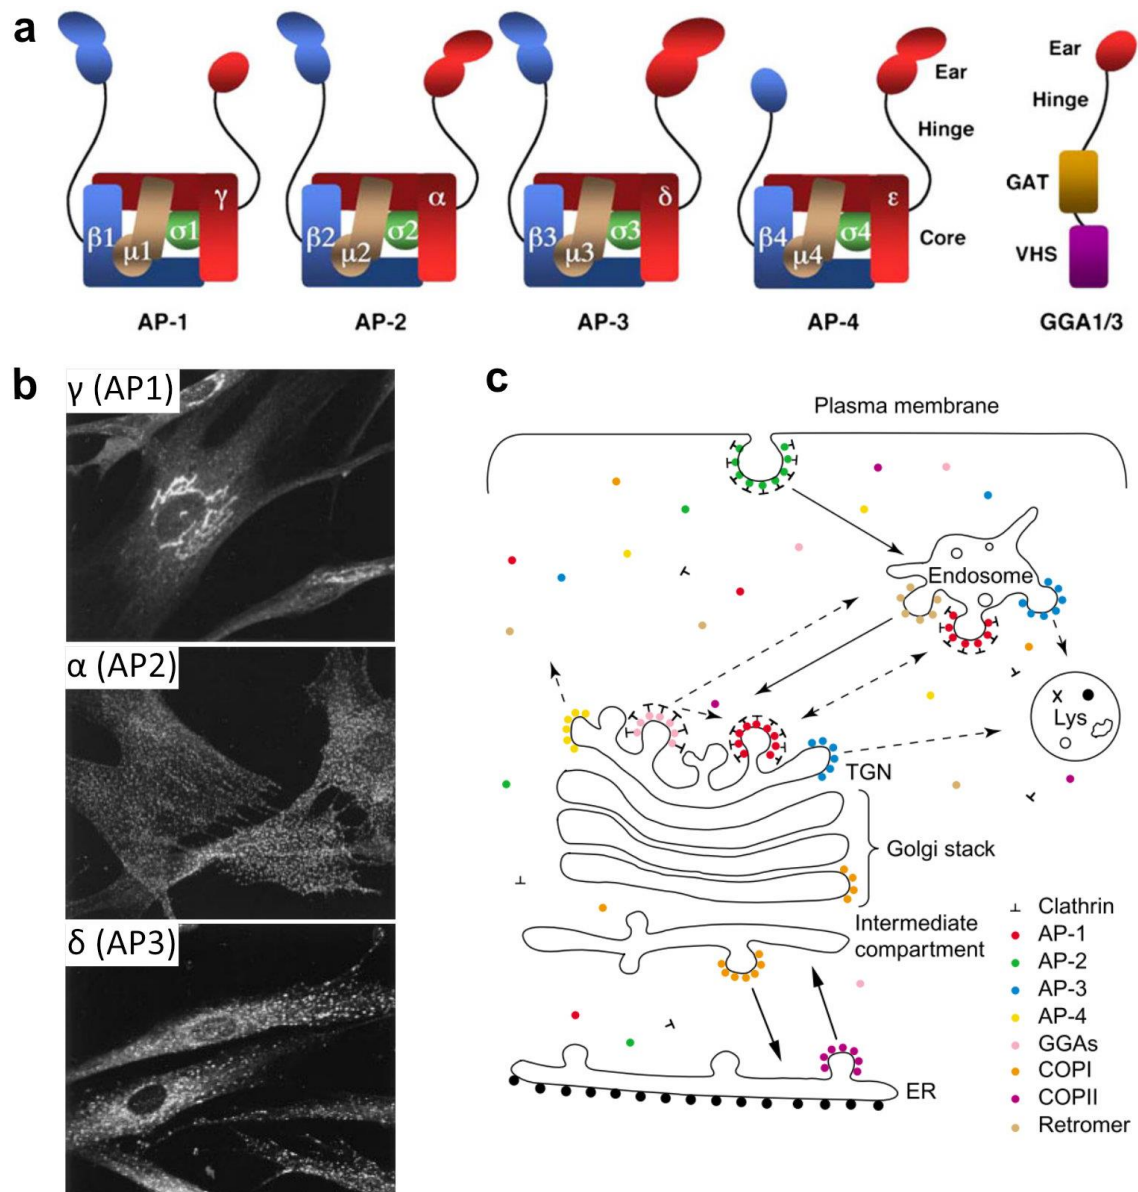 a
β1 μ1 σ1 γ
β2 μ2 σ2 α
β3 μ3 σ3 δ
β4 μ4 σ4 ε
Ear
Hinge
Core
Ear
Hinge
GAT
VHS
AP-1 AP-2 AP-3 AP-4 GGA1/3
b
γ (AP1)
α (AP2)
δ (AP3)
c
Plasma membrane
Endosome
x
Lys
TGN
Golgi stack
Intermediate
compartment
ER
Clathrin
AP-1
AP-2
AP-3
AP-4
GGAs
COPI
COPII
Retromer